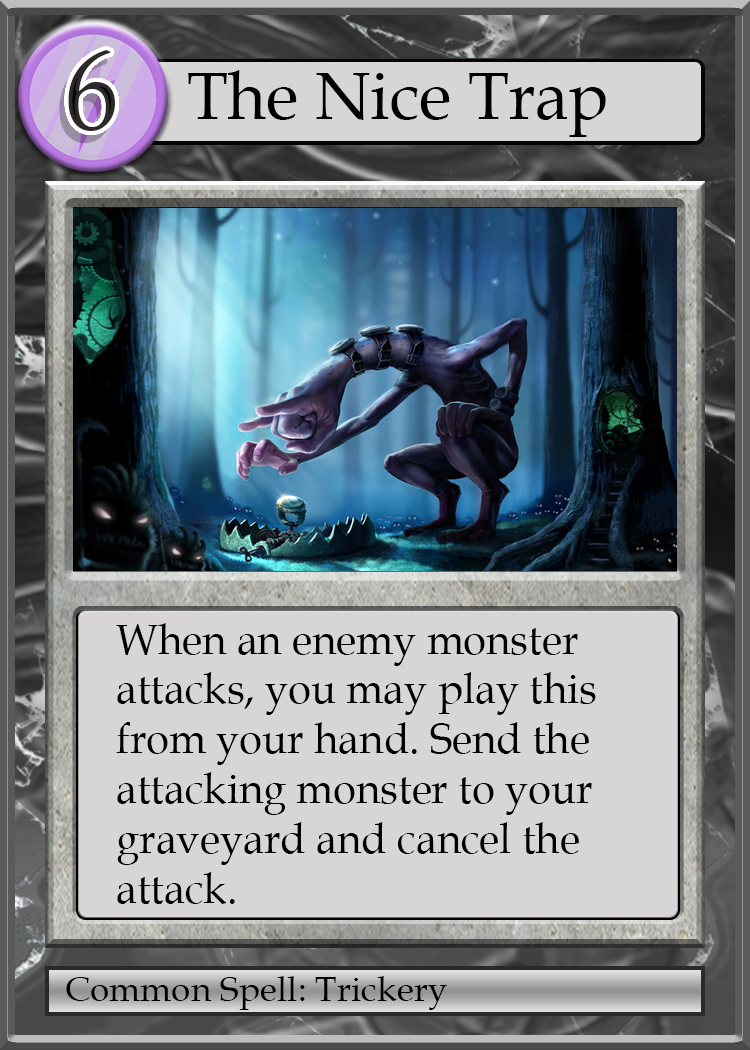 6
The Nice Trap
When an enemy monster
attacks, you may play this
from your hand. Send the
attacking monster to your
graveyard and cancel the
attack.
Common Spell: Trickery